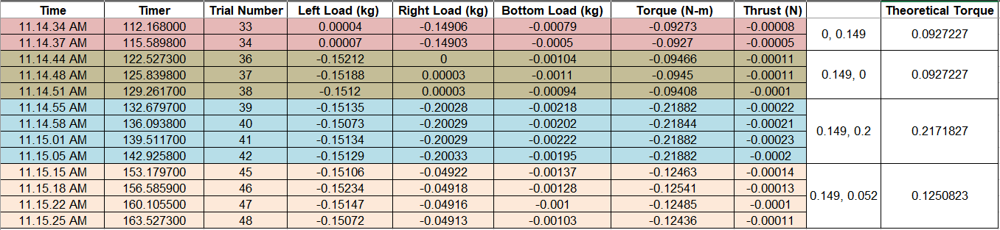 Time Timer Trial Number Left Load (kg) Right Load (kg) Bottom Load (kg) Torque (N-m) Thrust (N) Theoretical Torque
11.14.34 AM 112.168000 33 0.00004 -0.14906 -0.00079 -0.09273 -0.00008 0, 0.149 0.0927227
11.14.37 AM 115.589800 34 0.00007 -0.14903 -0.0005 -0.0927 -0.00005
11.14.44 AM 122.527300 36 -0.15212 0 -0.00104 -0.09466 -0.00011
11.14.48 AM 125.839800 37 -0.15188 0.00003 -0.0011 -0.0945 -0.00011 0.149, 0 0.0927227
11.14.51 AM 129.261700 38 -0.1512 0.00003 -0.00094 -0.09408 -0.0001
11.14.55 AM 132.679700 39 -0.15135 -0.20028 -0.00218 -0.21882 -0.00022
11.14.58 AM 136.093800 40 -0.15073 -0.20029 -0.00202 -0.21844 -0.00021 0.149, 0.2 0.2171827
11.15.01 AM 139.511700 41 -0.15134 -0.20029 -0.00222 -0.21882 -0.00023
11.15.05 AM 142.925800 42 -0.15129 -0.20033 -0.00195 -0.21882 -0.0002
11.15.15 AM 153.179700 45 -0.15106 -0.04922 -0.00137 -0.12463 -0.00014
11.15.18 AM 156.585900 46 -0.15234 -0.04918 -0.00128 -0.12541 -0.00013 0.149, 0.052 0.1250823
11.15.22 AM 160.105500 47 -0.15147 -0.04916 -0.001 -0.12485 -0.0001
11.15.25 AM 163.527300 48 -0.15072 -0.04913 -0.00103 -0.12436 -0.00011